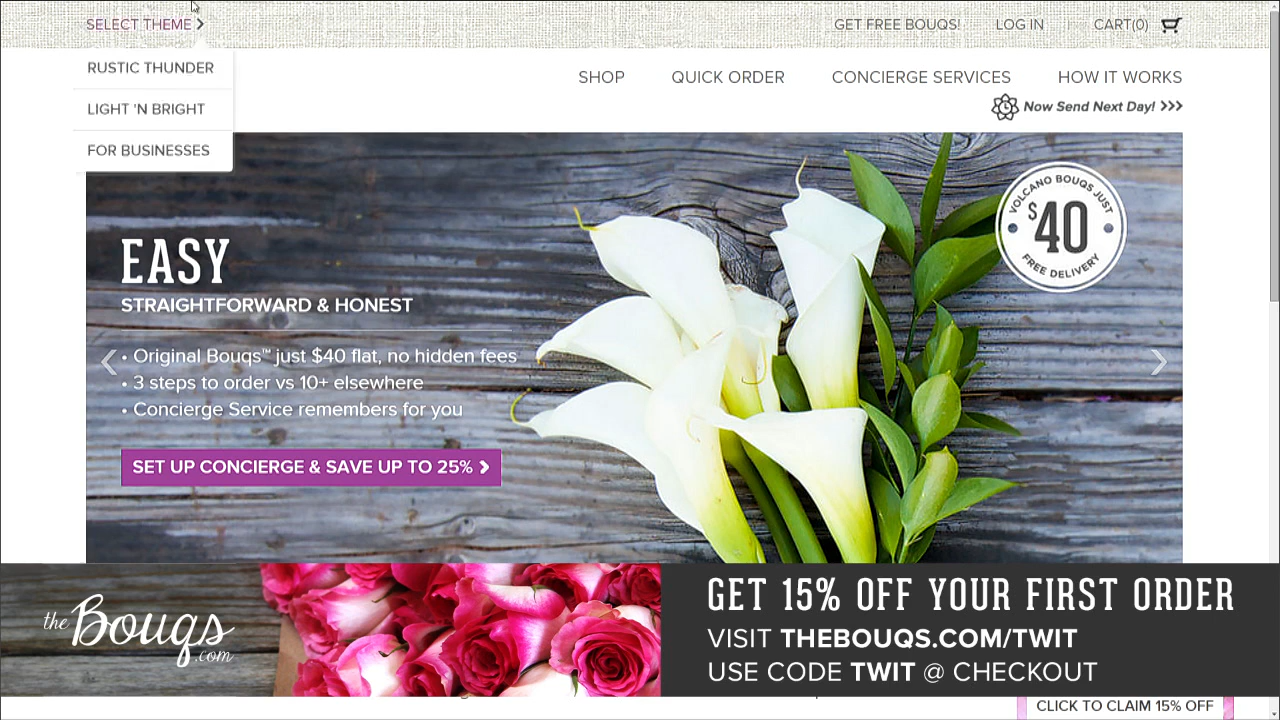 SELECT THEME
GET FREE BOUQS!
LOG IN
CART(0)
RUSTIC THUNDER
LIGHT 'N BRIGHT
FOR BUSINESSES
SHOP
QUICK ORDER
CONCIERGE SERVICES
HOW IT WORKS
Now Send Next Day! >>>
VOLCANO BOUQS JUST
$40
FREE DELIVERY
EASY
STRAIGHTFORWARD & HONEST
• Original Bouqs™ just $40 flat, no hidden fees
• 3 steps to order vs 10+ elsewhere
• Concierge Service remembers for you
SET UP CONCIERGE & SAVE UP TO 25%
the Bouqs.com
GET 15% OFF YOUR FIRST ORDER
VISIT THEBOUQS.COM/TWIT
USE CODE TWIT @ CHECKOUT
CLICK TO CLAIM 15% OFF